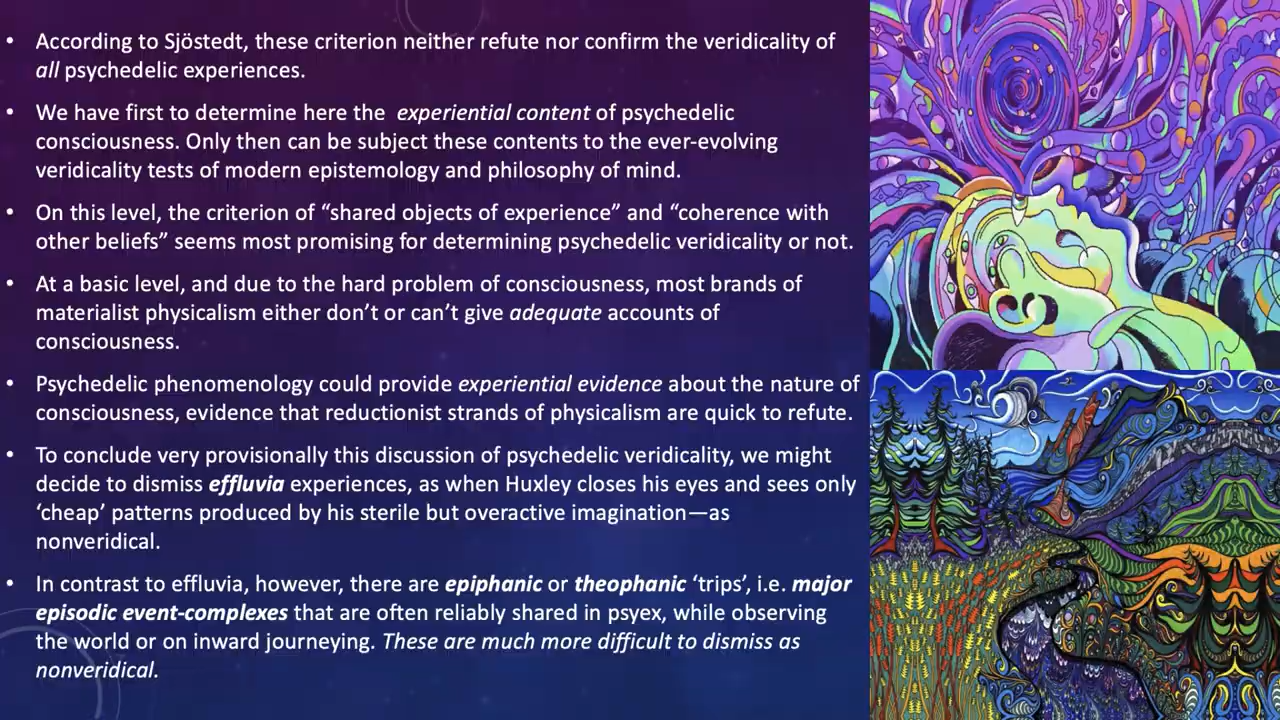 • According to Sjöstedt, these criterion neither refute nor confirm the veridicality of
all psychedelic experiences.
• We have first to determine here the experiential content of psychedelic
consciousness. Only then can be subject these contents to the ever-evolving
veridicality tests of modern epistemology and philosophy of mind.
• On this level, the criterion of “shared objects of experience” and “coherence with
other beliefs” seems most promising for determining psychedelic veridicality or not.
• At a basic level, and due to the hard problem of consciousness, most brands of
materialist physicalism either don’t or can’t give adequate accounts of
consciousness.
• Psychedelic phenomenology could provide experiential evidence about the nature of
consciousness, evidence that reductionist strands of physicalism are quick to refute.
• To conclude very provisionally this discussion of psychedelic veridicality, we might
decide to dismiss effluvia experiences, as when Huxley closes his eyes and sees only
‘cheap’ patterns produced by his sterile but overactive imagination—as
nonveridical.
• In contrast to effluvia, however, there are epiphanic or theophanic ‘trips’, i.e. major
episodic event-complexes that are often reliably shared in psyex, while observing
the world or on inward journeying. These are much more difficult to dismiss as
nonveridical.